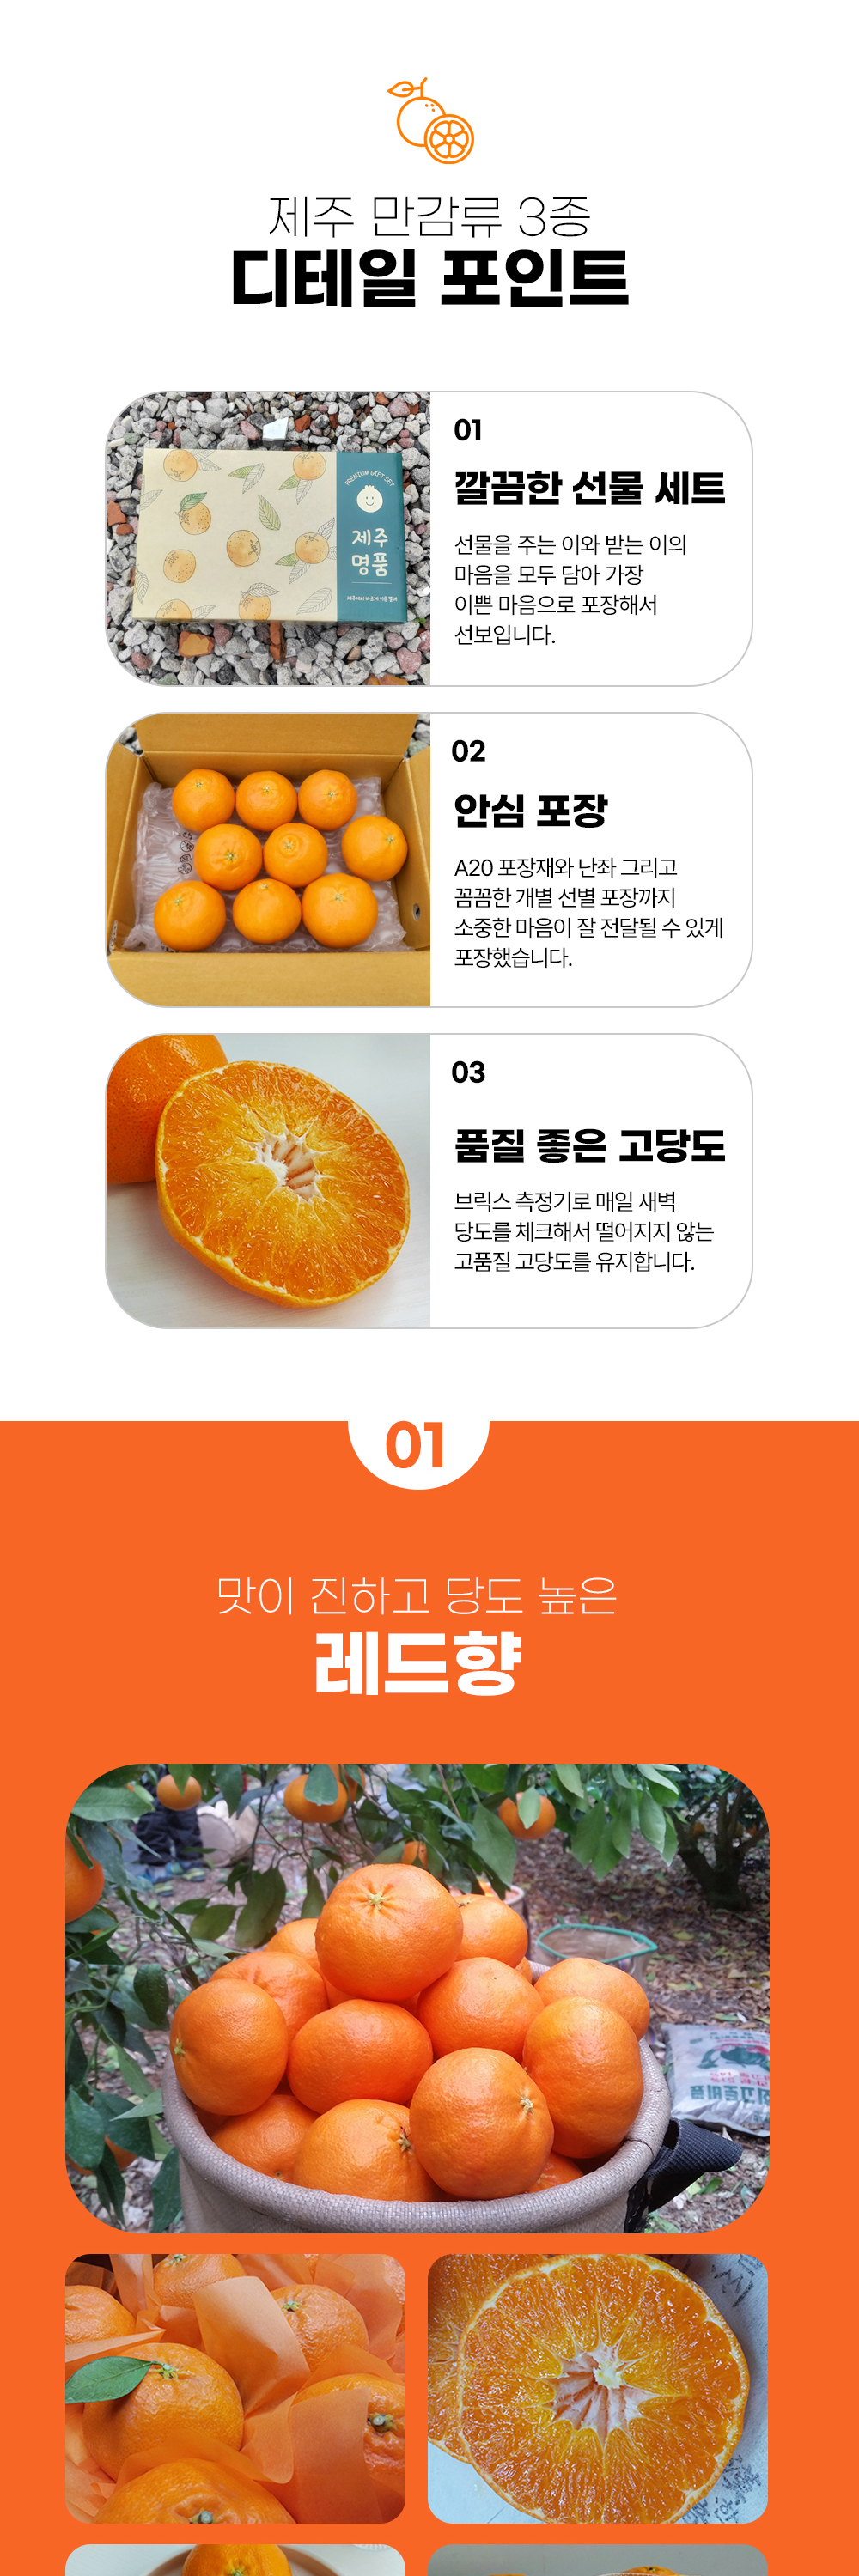 제주 만감류 3종
디테일 포인트
PREMIUM GIFT SET
제주
명품
01
깔끔한 선물 세트
선물을 주는 이와 받는 이의
마음을 모두 담아 가장
이쁜 마음으로 포장해서
선보입니다.
02
안심 포장
A20 포장재와 난좌 그리고
꼼꼼한 개별 선별 포장까지
소중한 마음이 잘 전달될 수 있게
포장했습니다.
03
품질 좋은 고당도
브릭스 측정기로 매일 새벽
당도를 체크해서 떨어지지 않는
고품질 고당도를 유지합니다.
01
맛이 진하고 당도 높은
레드향